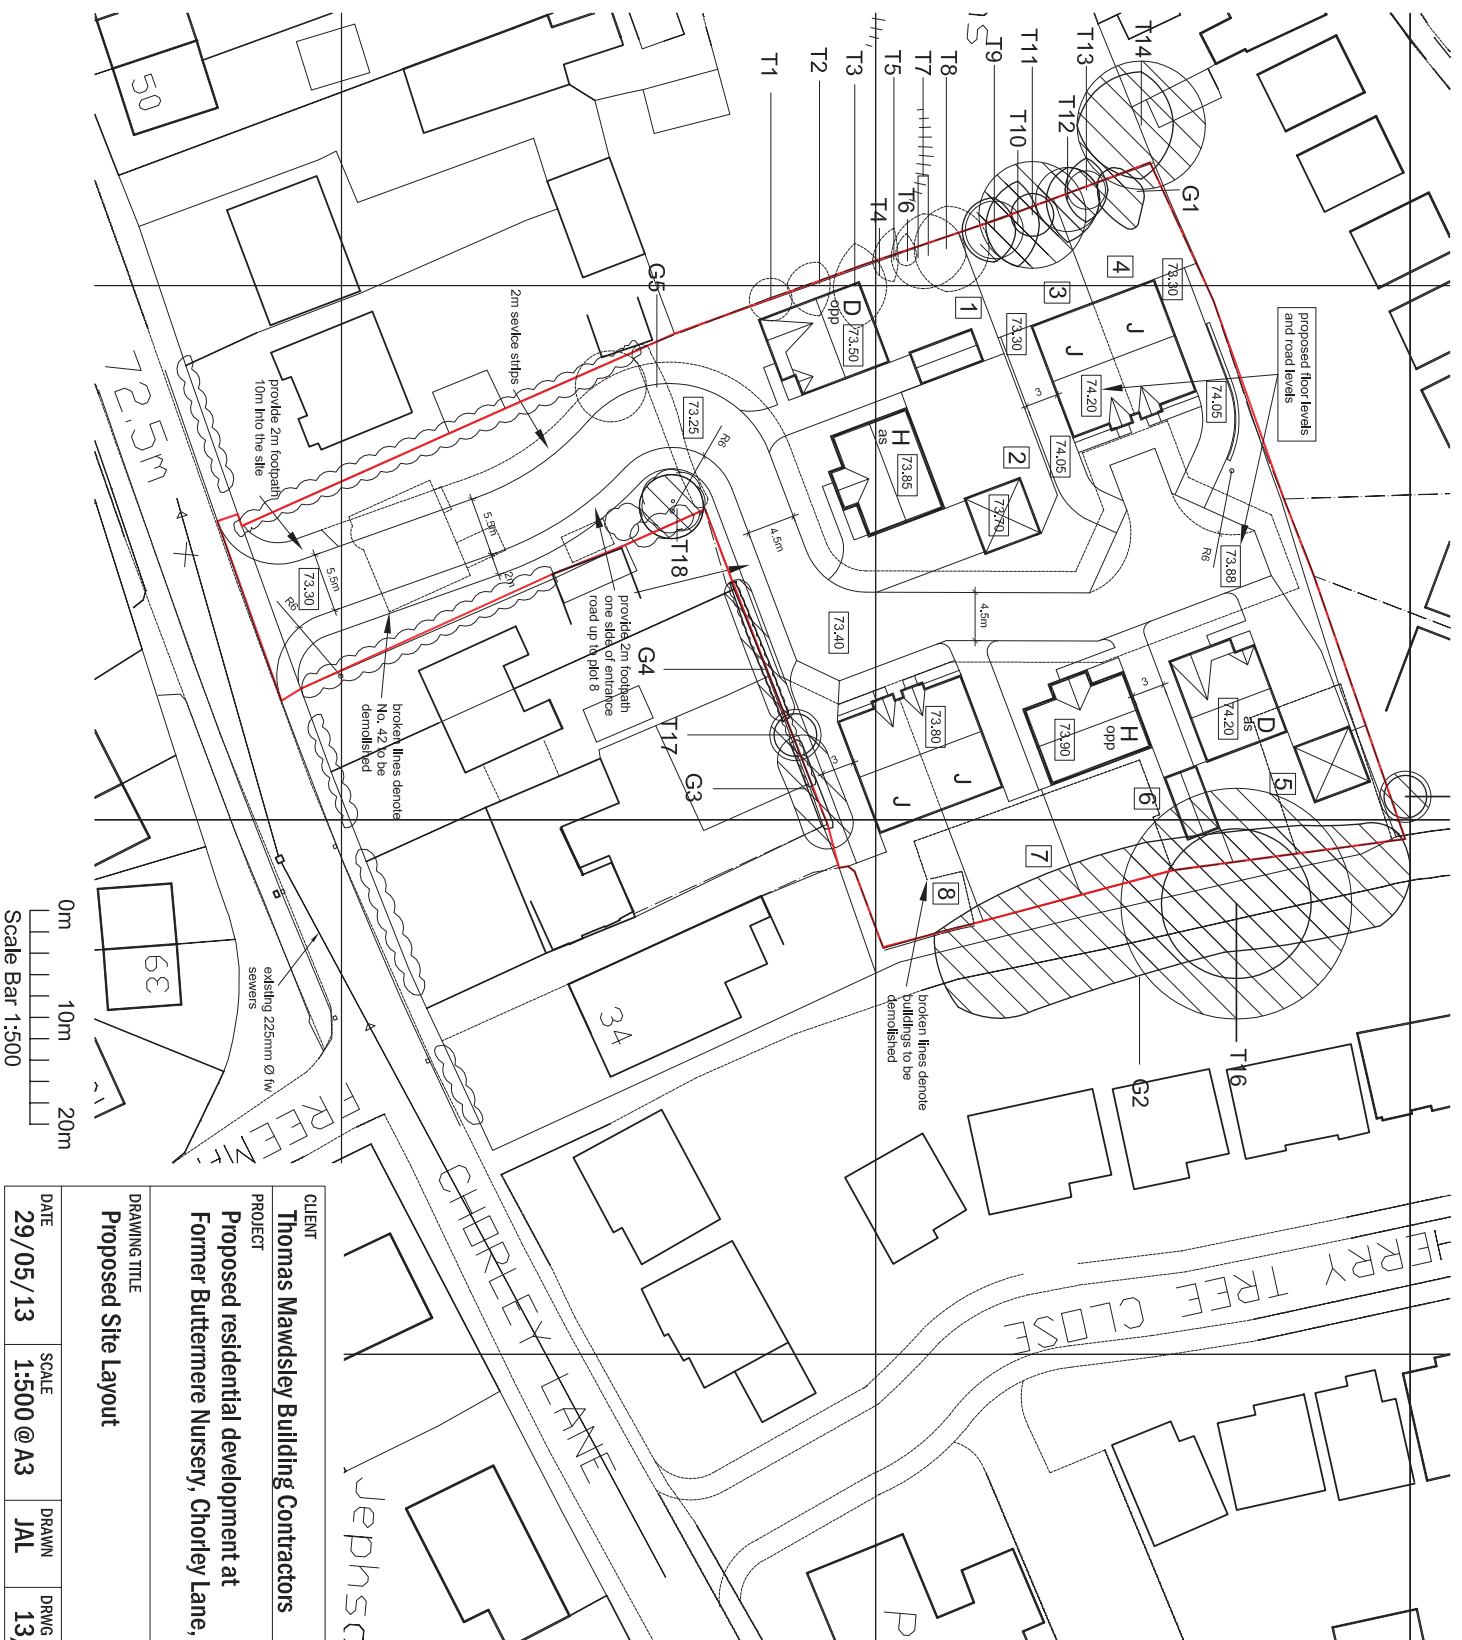 T14
T13
T12
T11
T10
T9
T8
T7
T6
T5
T4
T3
T2
T1
G1
50
G5
2m sevice strips
proposed floor levels
and road levels
4
3
1
2
73.30
73.30
74.20
74.05
74.05
J
J
3
D
opp
73.50
H
as
73.85
73.70
73.25
R6
R6
73.88
4.5m
4.5m
73.40
72.5m
provide 2m footpath
10m into the site
5.5m
5.5m
2m
73.30
R6
T18
provide 2m footpath
one side of entrance
road up to plot 8
broken lines denote
No. 42 to be
demolished
G4
T17
G3
3
73.80
J
J
H
opp
73.90
3
D
as
74.20
5
6
7
8
broken lines denote
buildings to be
demolished
T16
G2
34
39
existing 225mm Ø fw
sewers
CHORLEY LANE
TREE CLOSE
0m
10m
20m
Scale Bar 1:500
CLIENT
Thomas Mawdsley Building Contractors
PROJECT
Proposed residential development at
Former Buttermere Nursery, Chorley Lane,
DRAWING TITLE
Proposed Site Layout
DATE
29/05/13
SCALE
1:500 @ A3
DRAWN
JAL
DRWG
13